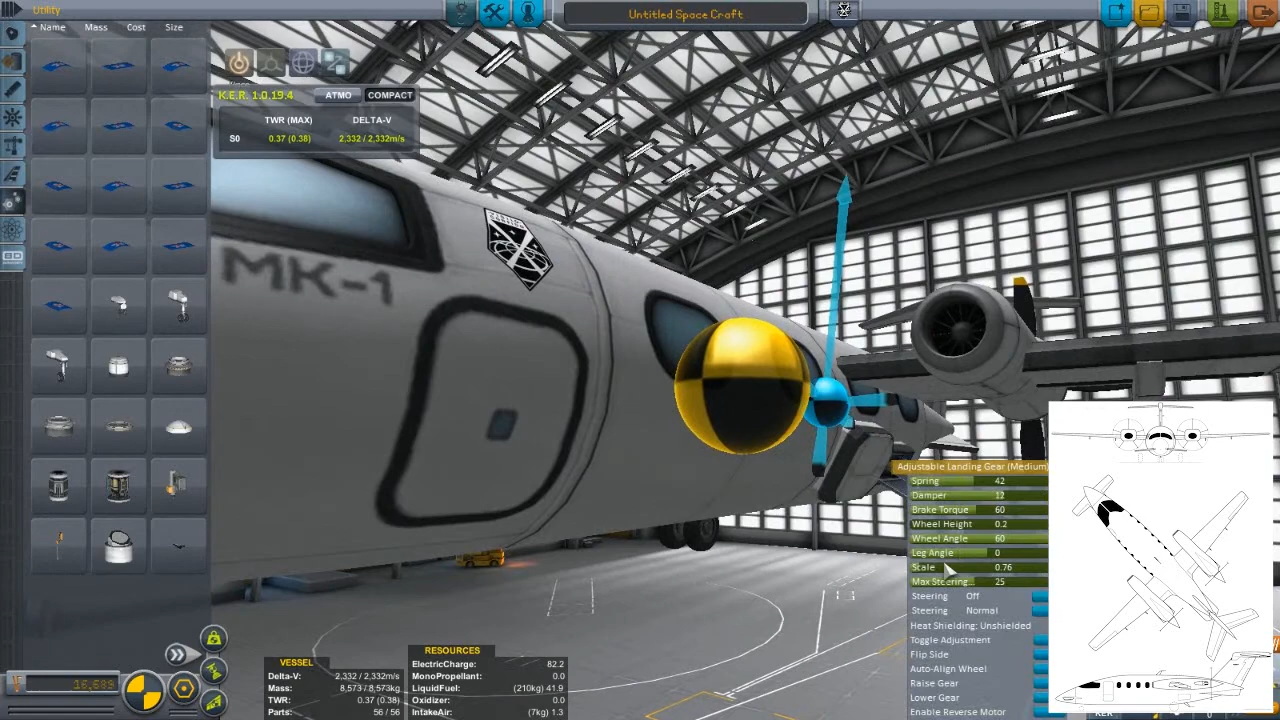 Utility
Untitled Space Craft
Name Mass Cost Size
K.E.R. 1.0.19.4 ATMO COMPACT
TWR (MAX) DELTA-V
S0 0.37 (0.38) 2,332 / 2,332m/s
MK-1
Adjustable Landing Gear (Medium)
Spring 42
Damper 12
Brake Torque 60
Wheel Height 0.2
Wheel Angle 60
Leg Angle 0
Scale 0.76
Max Steering... 25
Steering Off
Steering Normal
Heat Shielding: Unshielded
Toggle Adjustment
Flip Side
Auto-Align Wheel
Raise Gear
Lower Gear
Enable Reverse Motor
VESSEL
Delta-V: 2,332 / 2,332m/s
Mass: 8,573 / 8,573kg
TWR: 0.37 (0.38)
Parts: 56 / 56
RESOURCES
ElectricCharge: 82.2
MonoPropellant: 0.0
LiquidFuel: (210kg) 41.9
Oxidizer: 0.0
IntakeAir: (7kg) 1.3
BD
KER